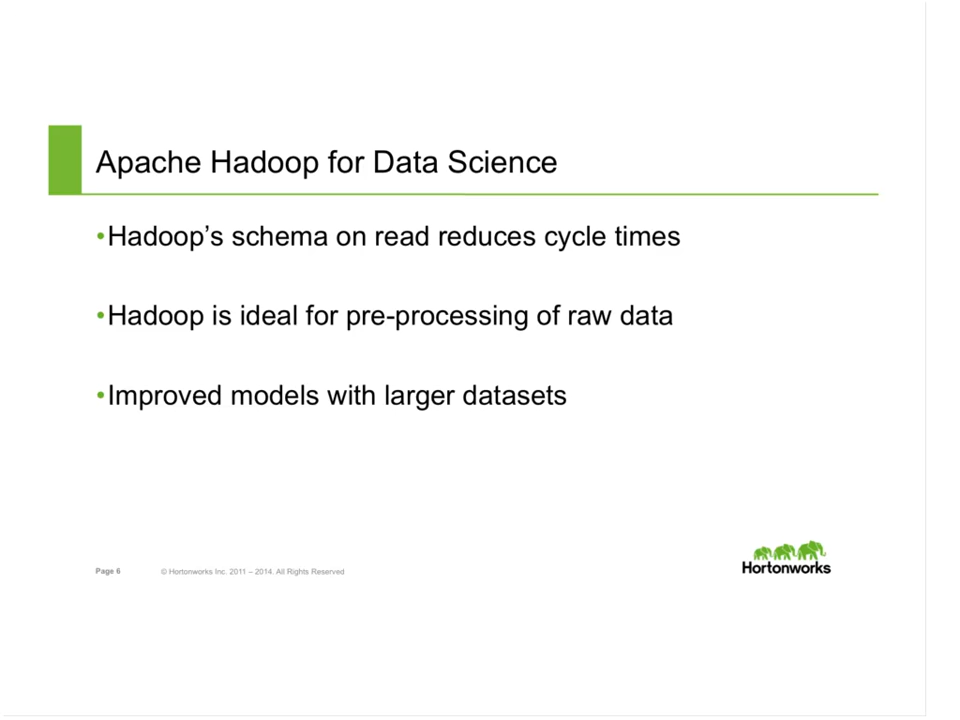 Apache Hadoop for Data Science
•Hadoop’s schema on read reduces cycle times
•Hadoop is ideal for pre-processing of raw data
•Improved models with larger datasets
Page 6 © Hortonworks Inc. 2011 – 2014. All Rights Reserved
Hortonworks